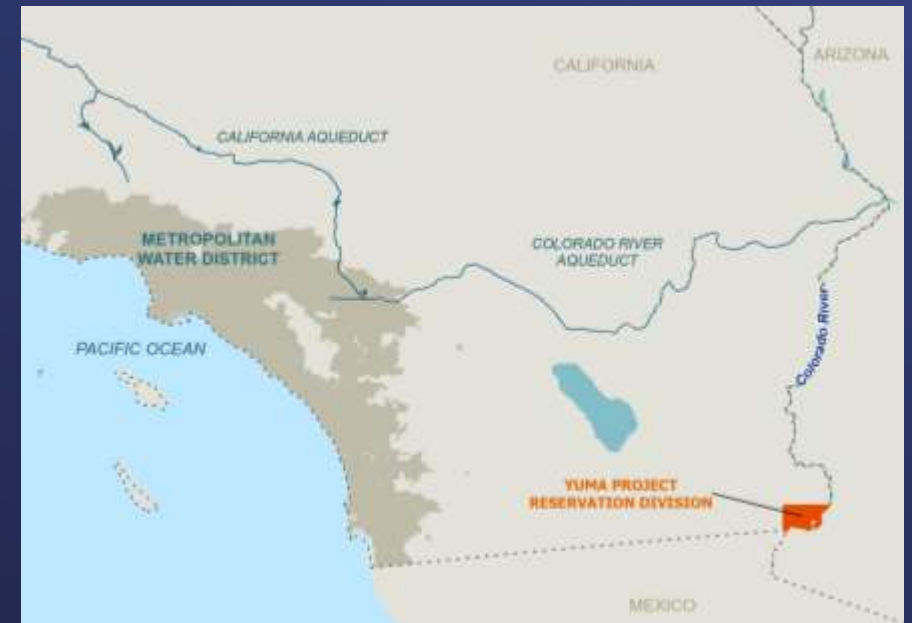 CALIFORNIA
ARIZONA
CALIFORNIA AQUEDUCT
METROPOLITAN
WATER DISTRICT
COLORADO RIVER
AQUEDUCT
PACIFIC OCEAN
Colorado River
YUMA PROJECT
RESERVATION DIVISION
MEXICO